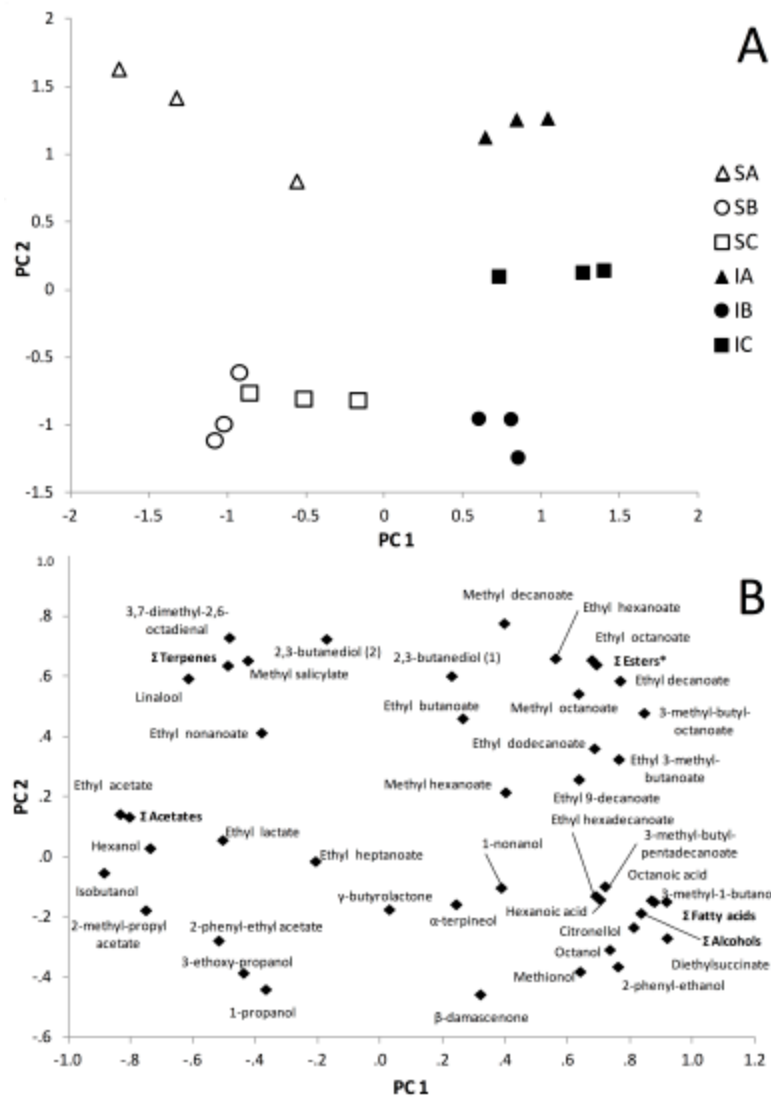 A
2
1.5
1
0.5
0
-0.5
-1
-1.5
PC 2
-2
-1.5
-1
-0.5
0
0.5
1
1.5
2
PC 1
SA
SB
SC
IA
IB
IC
B
1.0
.8
.6
.4
.2
.0
-.2
-.4
-.6
PC 2
Methyl decanoate
Ethyl hexanoate
3,7-dimethyl-2,6-
octadienal
Ethyl octanoate
ΣTerpenes
2,3-butanediol (2)
2,3-butanediol (1)
ΣEsters*
Methyl salicylate
Ethyl decanoate
Linalool
Ethyl butanoate
Methyl octanoate
3-methyl-butyl-
octanoate
Ethyl nonanoate
Ethyl dodecanoate
Ethyl 3-methyl-
butanoate
Ethyl acetate
Methyl hexanoate
Ethyl 9-decanoate
ΣAcetates
Ethyl hexadecanoate
Ethyl lactate
3-methyl-butyl-
pentadecanoate
Hexanol
Ethyl heptanoate
1-nonanol
Octanoic acid
Isobutanol
γ-butyrolactone
3-methyl-1-butano
2-methyl-propyl
acetate
2-phenyl-ethyl acetate
α-terpineol
Hexanoic acid
ΣFatty acids
Citronellol
ΣAlcohols
3-ethoxy-propanol
Octanol
Diethylsuccinate
Methionol
2-phenyl-ethanol
1-propanol
β-damascenone
-1.0
-.8
-.6
-.4
-.2
.0
.2
.4
.6
.8
1.0
1.2
PC 1